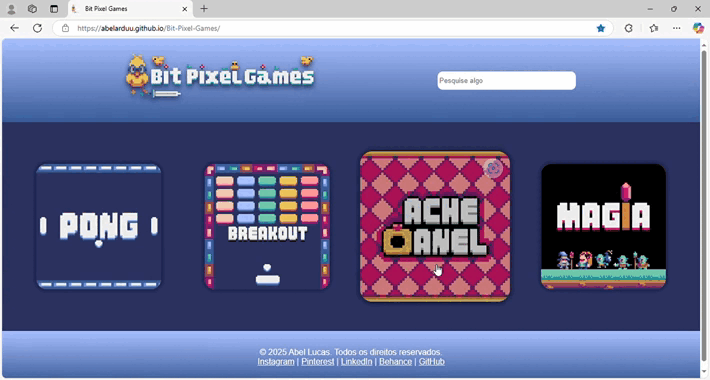 Bit Pixel Games
https://abelarduu.github.io/Bit-Pixel-Games/
Bit Pixel Games
Pesquise algo
PONG
BREAKOUT
ACHE
O ANEL
MAGIA
© 2025 Abel Lucas. Todos os direitos reservados.
Instagram | Pinterest | LinkedIn | Behance | GitHub